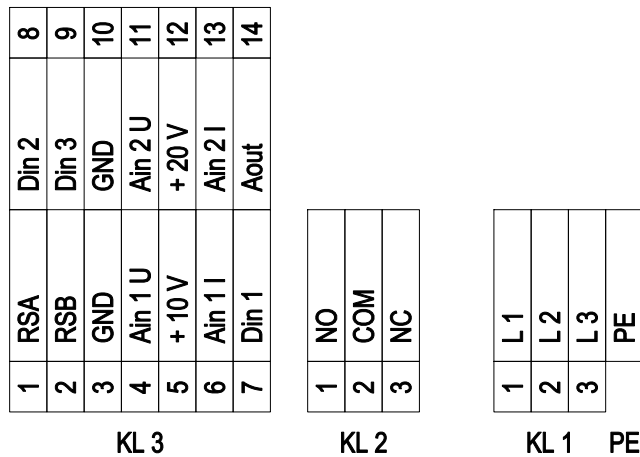 8 9 10 11 12 13 14
Din 2 Din 3 GND Ain 2 U + 20 V Ain 2 I Aout
RSA RSB GND Ain 1 U + 10 V Ain 1 I Din 1
1 2 3 4 5 6 7
KL 3
NO COM NC
1 2 3
KL 2
L 1 L 2 L 3 PE
1 2 3
KL 1 PE